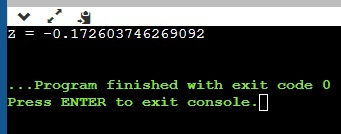 z = -0.172603746269092
...Program finished with exit code 0
Press ENTER to exit console.